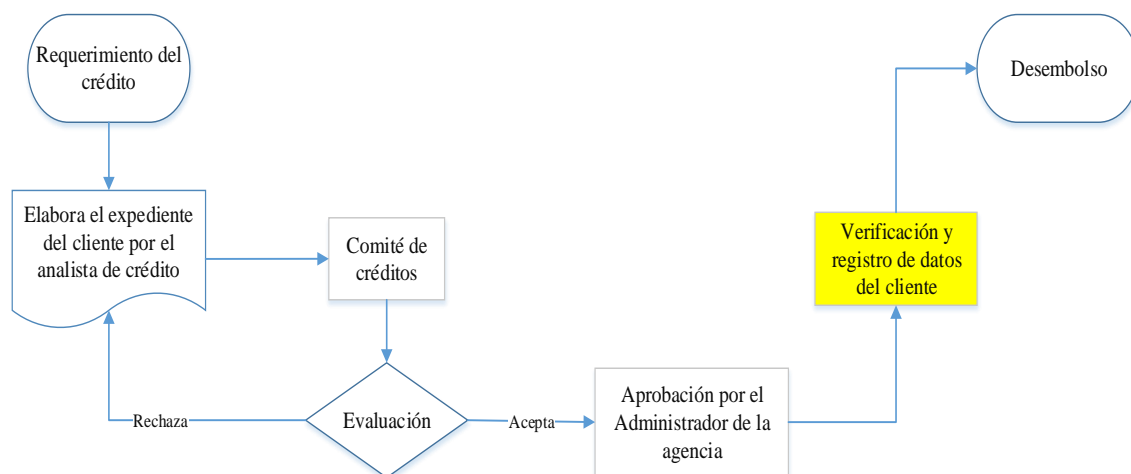 Requerimiento del
crédito
Elabora el expediente
del cliente por el
analista de crédito
Comité de
créditos
Evaluación
Rechaza
Acepta
Aprobación por el
Administrador de la
agencia
Verificación y
registro de datos
del cliente
Desembolso